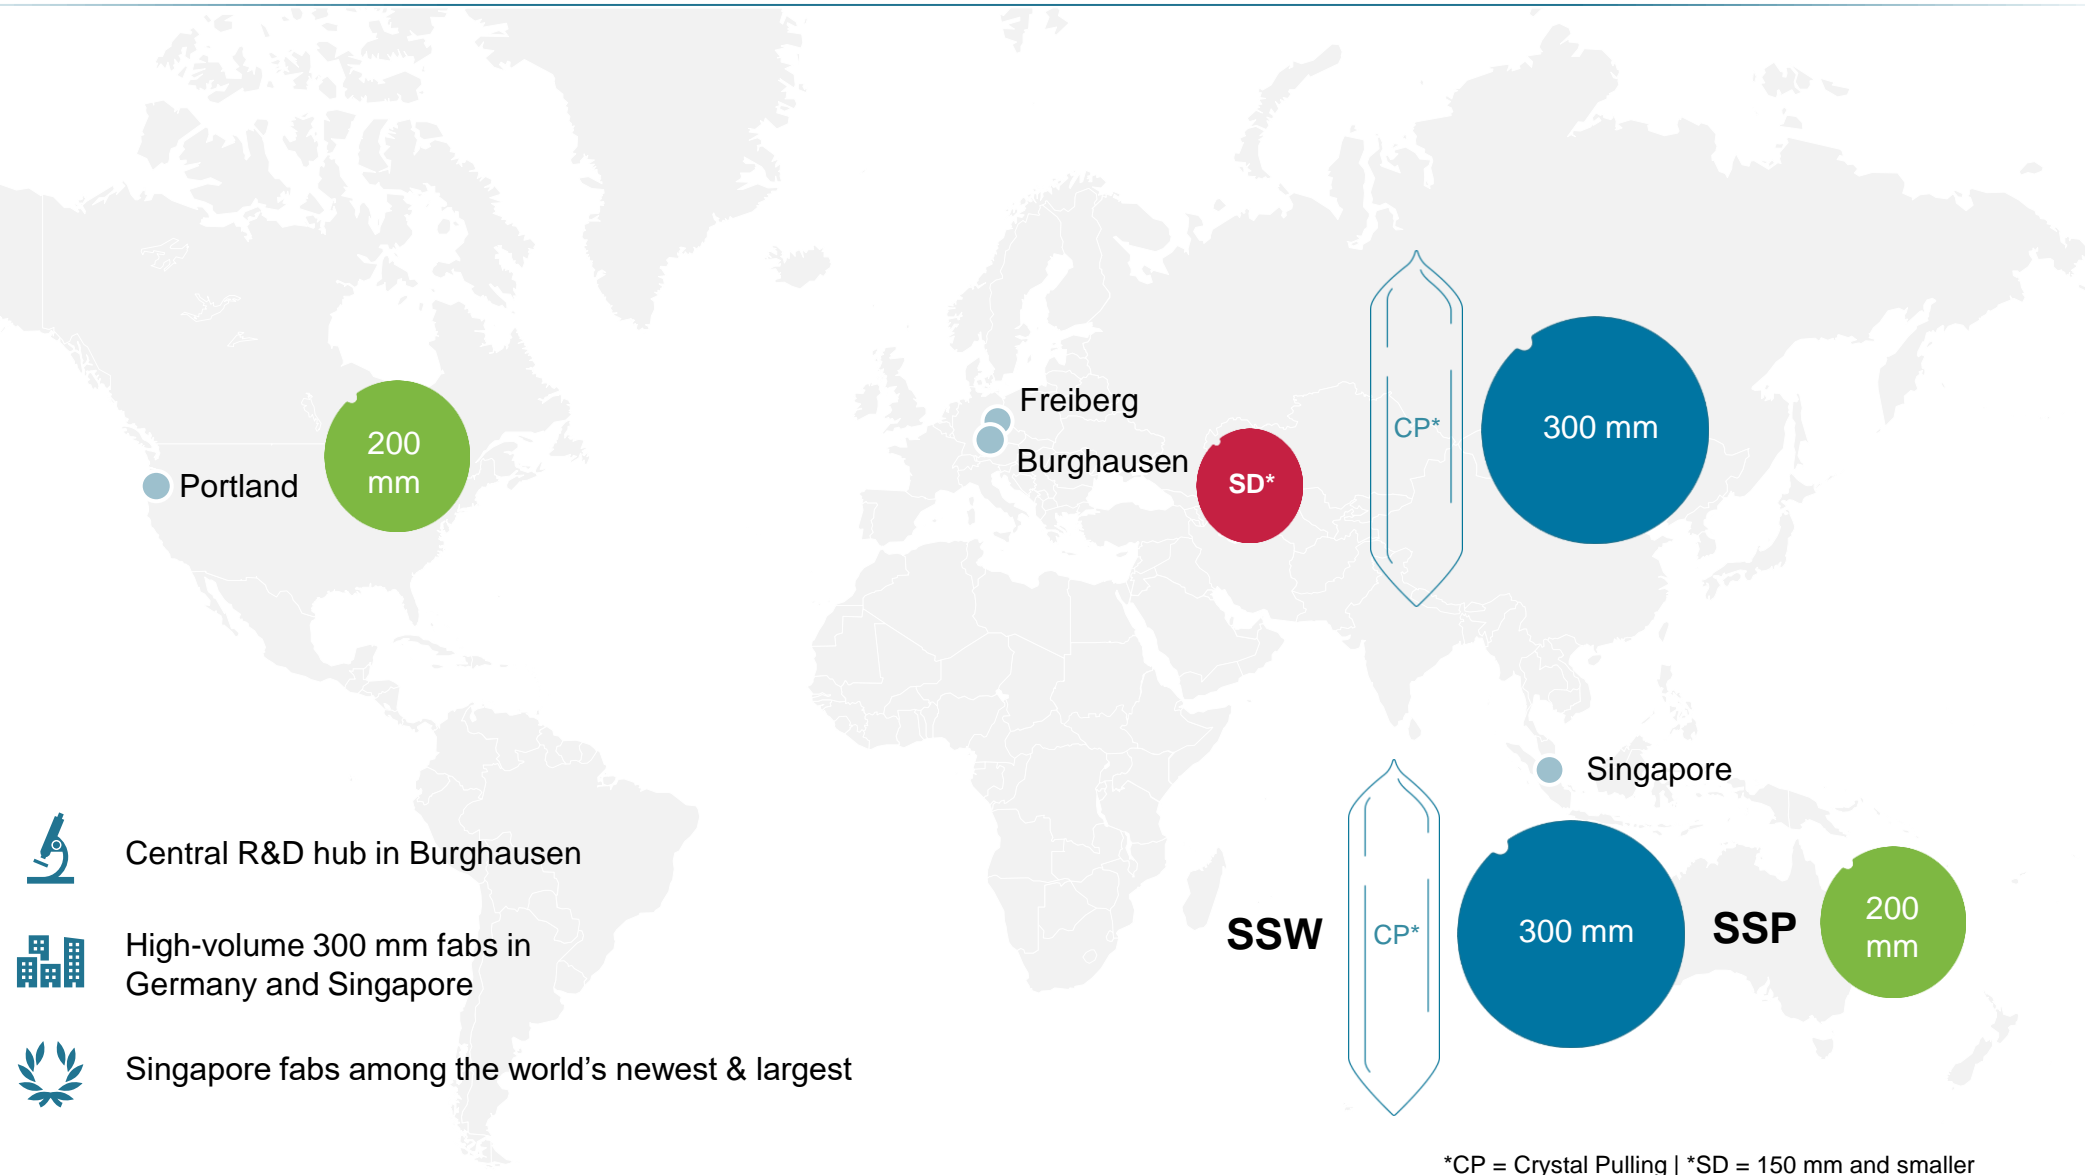 Freiberg
Burghausen
SD*
CP*
300 mm
Portland
200
mm
Singapore
SSW
CP*
300 mm
SSP
200
mm
Central R&D hub in Burghausen
High-volume 300 mm fabs in
Germany and Singapore
Singapore fabs among the world’s newest & largest
*CP = Crystal Pulling | *SD = 150 mm and smaller